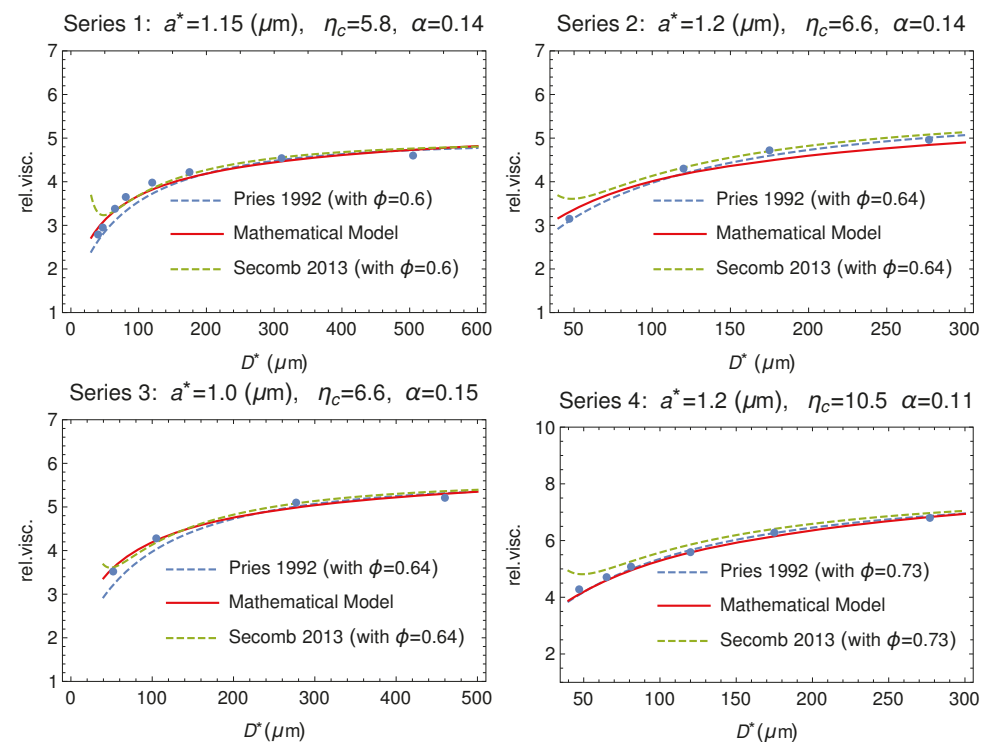 Series 1: a*=1.15 (μm), ηc=5.8, α=0.14
7
6
5
4
3
2
1
rel.visc.
Pries 1992 (with ϕ=0.6)
Mathematical Model
Secomb 2013 (with ϕ=0.6)
0 100 200 300 400 500 600
D* (μm)
Series 2: a*=1.2 (μm), ηc=6.6, α=0.14
7
6
5
4
3
2
1
rel.visc.
Pries 1992 (with ϕ=0.64)
Mathematical Model
Secomb 2013 (with ϕ=0.64)
50 100 150 200 250 300
D* (μm)
Series 3: a*=1.0 (μm), ηc=6.6, α=0.15
7
6
5
4
3
2
1
rel.visc.
Pries 1992 (with ϕ=0.64)
Mathematical Model
Secomb 2013 (with ϕ=0.64)
0 100 200 300 400 500
D*(μm)
Series 4: a*=1.2 (μm), ηc=10.5 α=0.11
10
8
6
4
2
rel.visc.
Pries 1992 (with ϕ=0.73)
Mathematical Model
Secomb 2013 (with ϕ=0.73)
50 100 150 200 250 300
D* (μm)